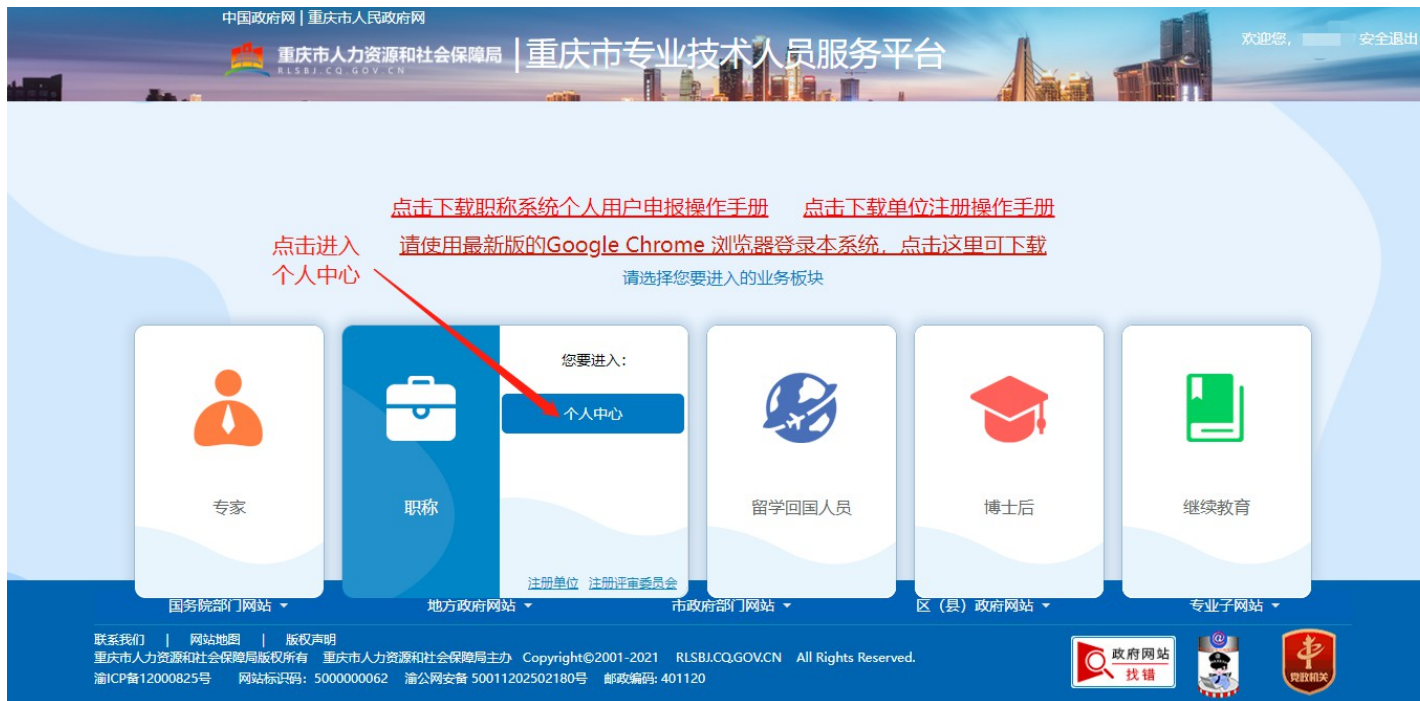 中国政府网 | 重庆市人民政府网
重庆市人力资源和社会保障局
RLSBJ.CQ.GOV.CN
重庆市专业技术人员服务平台
欢迎您， 安全退出
点击下载职称系统个人用户申报操作手册 点击下载单位注册操作手册
点击进入
个人中心
请使用最新版的Google Chrome 浏览器登录本系统，点击这里可下载
请选择您要进入的业务板块
您要进入：
个人中心
专家
职称
留学回国人员
博士后
继续教育
注册单位 注册评审委员会
国务院部门网站
地方政府网站
市政府部门网站
区（县）政府网站
专业子网站
联系我们 | 网站地图 | 版权声明
重庆市人力资源和社会保障局版权所有 重庆市人力资源和社会保障局主办 Copyright©2001-2021 RLSBJ.CQ.GOV.CN All Rights Reserved.
渝ICP备12000825号 网站标识码：5000000062 渝公网安备 50011202502180号 邮政编码: 401120
政府网站
找错
@
党政机关